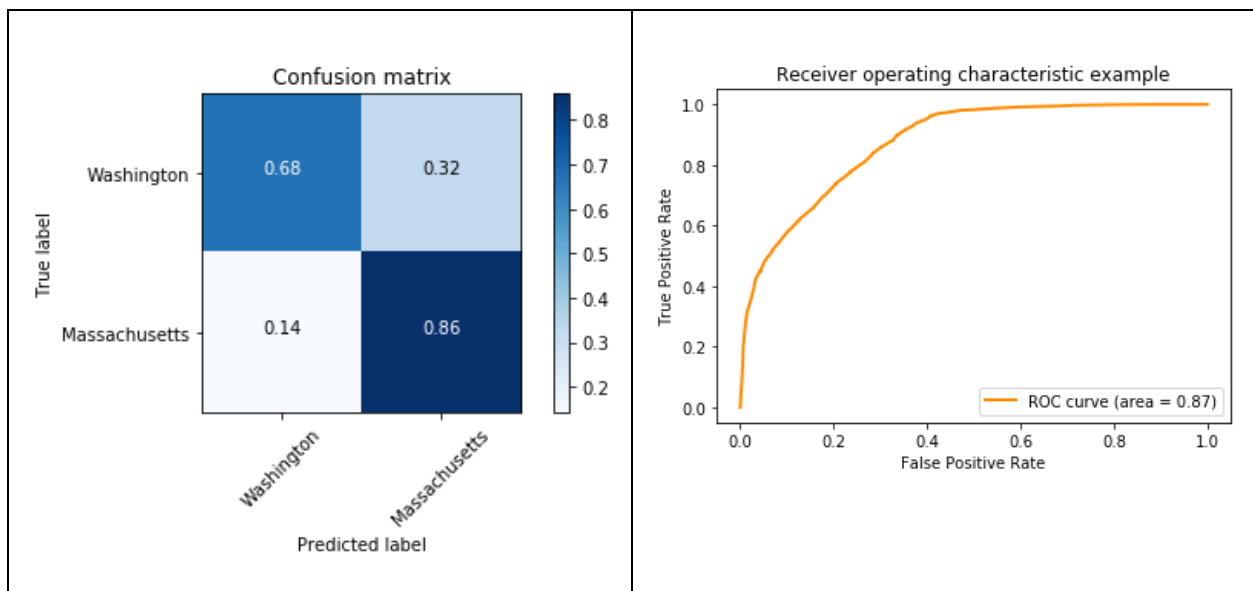 Confusion matrix
True label
Washington
Massachusetts
0.68
0.32
0.14
0.86
0.8
0.7
0.6
0.5
0.4
0.3
0.2
Washington
Massachusetts
Predicted label
Receiver operating characteristic example
True Positive Rate
1.0
0.8
0.6
0.4
0.2
0.0
ROC curve (area = 0.87)
0.0
0.2
0.4
0.6
0.8
1.0
False Positive Rate